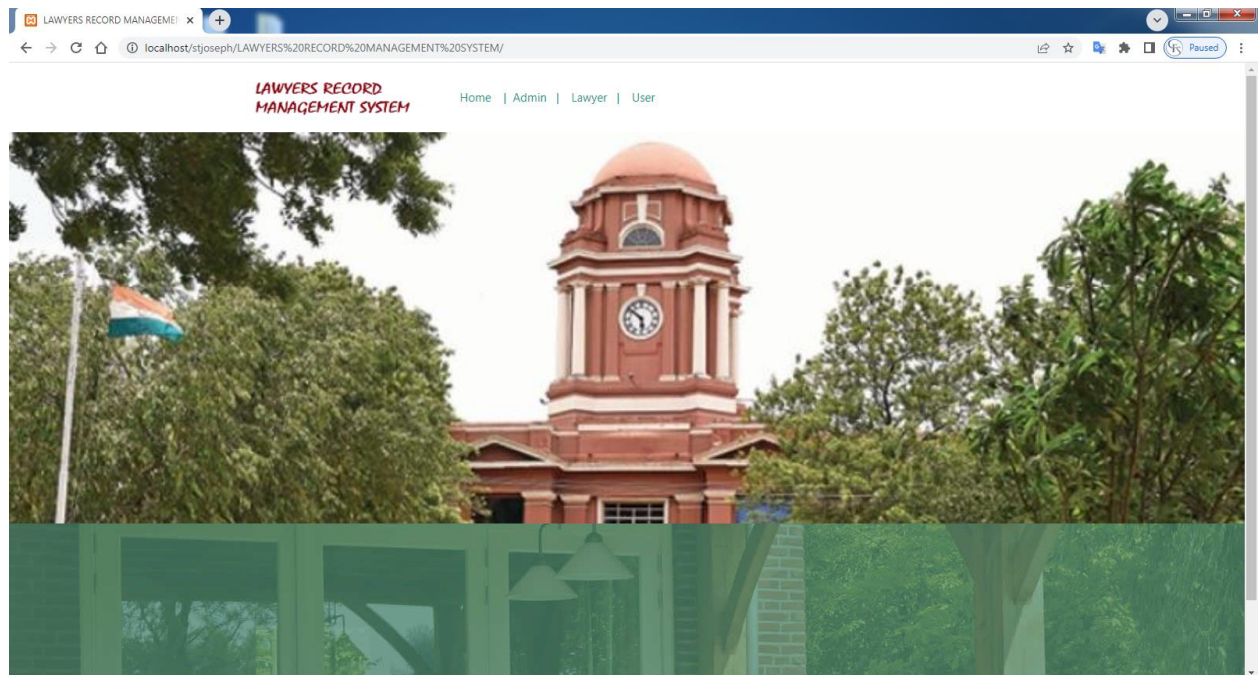 LAWYERS RECORD MANAGEME
localhost/stjoseph/LAWYERS%20RECORD%20MANAGEMENT%20SYSTEM/
Paused
LAWYERS RECORD
MANAGEMENT SYSTEM
Home | Admin | Lawyer | User